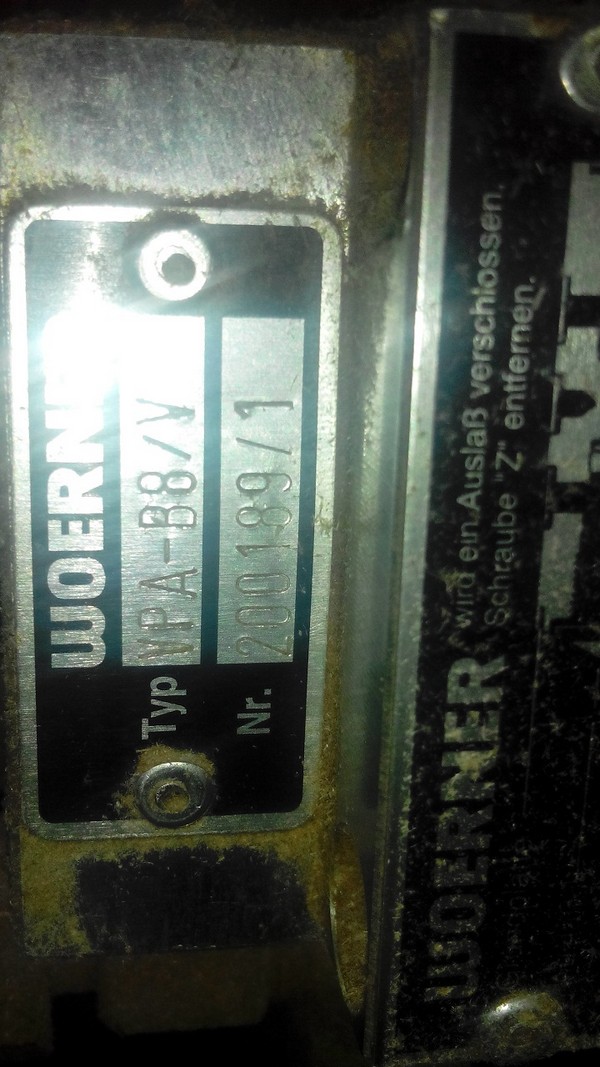 WOERNER
Typ VPA-B8/V
Nr. 200189/1
WOERNER
wird ein Auslaß verschlossen.
Schraube "Z" entfernen.